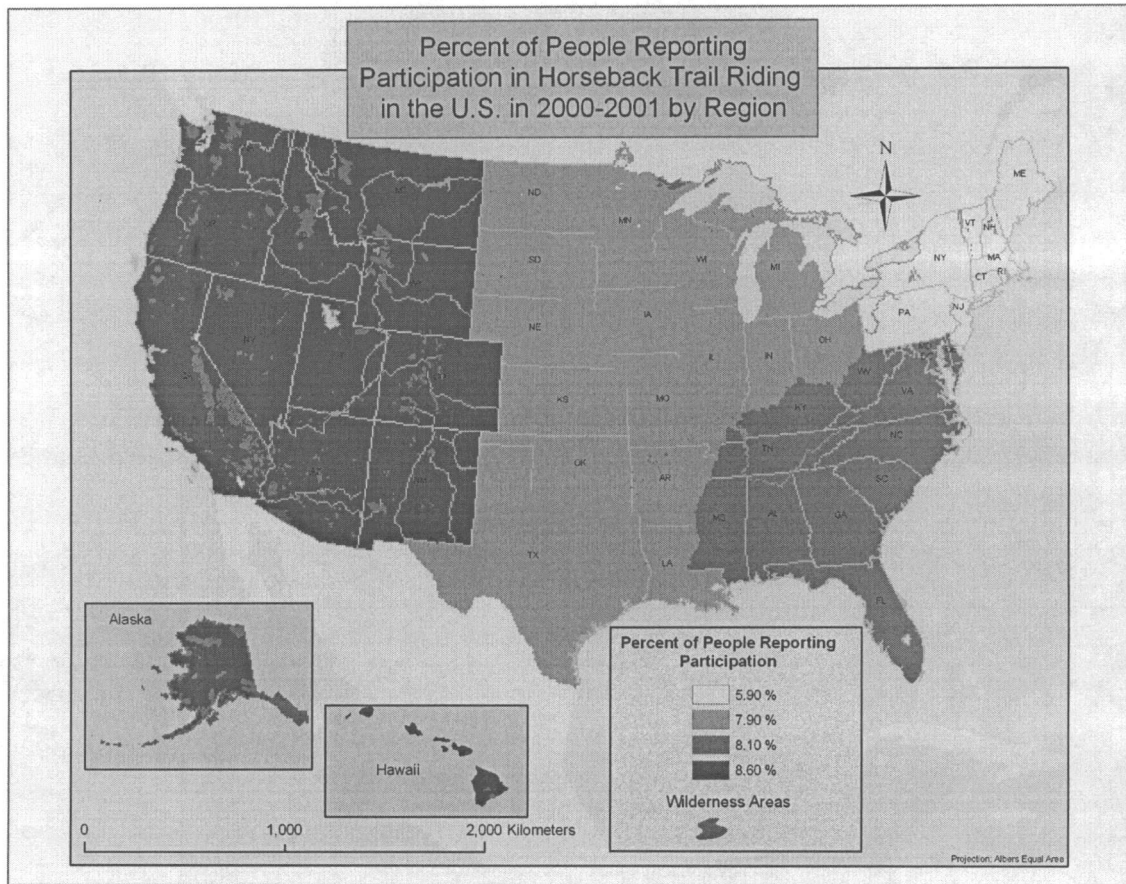 Percent of People Reporting
Participation in Horseback Trail Riding
in the U.S. in 2000-2001 by Region
N
ME
ND
MN
VT
NH
WI
SD
MI
NY
MA
CT
RI
PA
NJ
NE
IA
OH
IL
IN
NV
WV
VA
KS
MO
KY
NC
TN
OK
AR
SC
MS
AL
GA
TX
LA
FL
Alaska
Hawaii
Percent of People Reporting
Participation
5.90 %
7.90 %
8.10 %
8.60 %
Wilderness Areas
0 1,000 2,000 Kilometers
Projection: Albers Equal Area